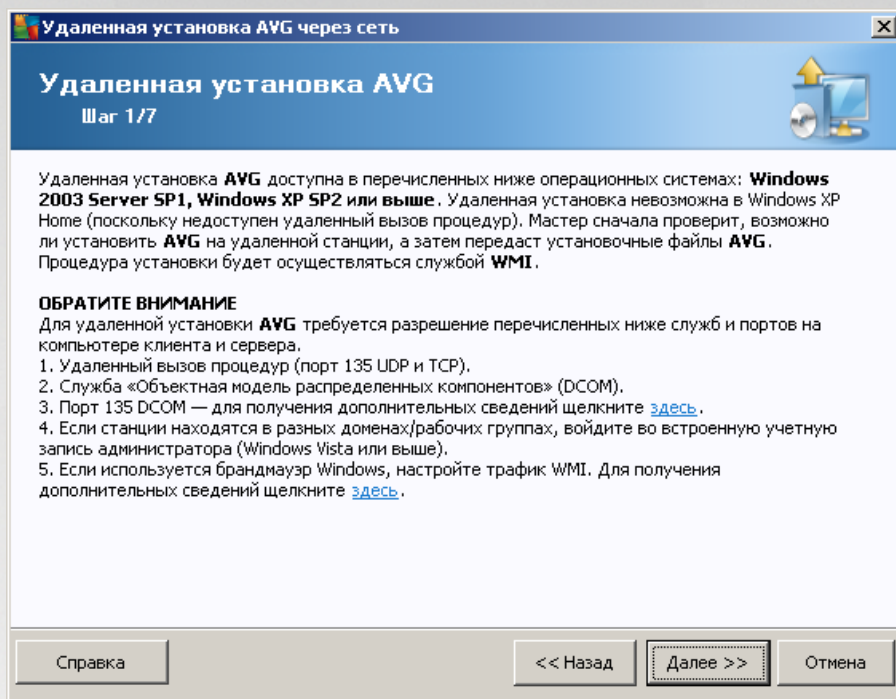 Удаленная установка AVG через сеть
Удаленная установка AVG
Шаг 1/7
Удаленная установка AVG доступна в перечисленных ниже операционных системах: Windows
2003 Server SP1, Windows XP SP2 или выше. Удаленная установка невозможна в Windows XP
Home (поскольку недоступен удаленный вызов процедур). Мастер сначала проверит, возможно
ли установить AVG на удаленной станции, а затем передаст установочные файлы AVG.
Процедура установки будет осуществляться службой WMI.
ОБРАТИТЕ ВНИМАНИЕ
Для удаленной установки AVG требуется разрешение перечисленных ниже служб и портов на
компьютере клиента и сервера.
1. Удаленный вызов процедур (порт 135 UDP и TCP).
2. Служба «Объектная модель распределенных компонентов» (DCOM).
3. Порт 135 DCOM — для получения дополнительных сведений щелкните здесь.
4. Если станции находятся в разных доменах/рабочих группах, войдите во встроенную учетную
запись администратора (Windows Vista или выше).
5. Если используется брандмауэр Windows, настройте трафик WMI. Для получения
дополнительных сведений щелкните здесь.
Справка
<< Назад
Далее >>
Отмена